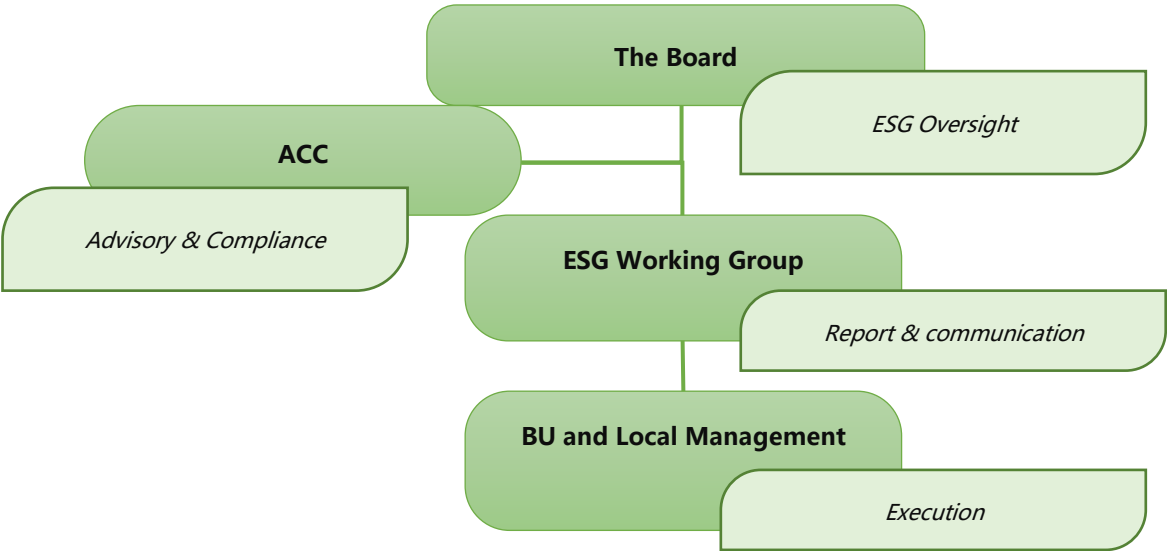 The Board
ESG Oversight
ACC
Advisory & Compliance
ESG Working Group
Report & communication
BU and Local Management
Execution